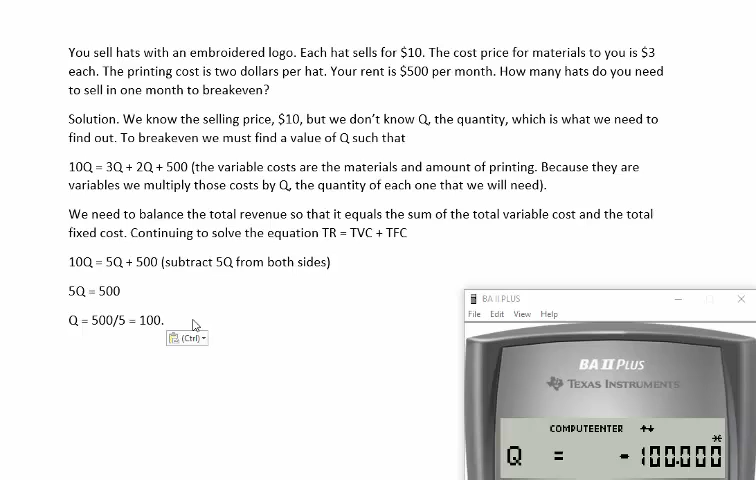 You sell hats with an embroidered logo. Each hat sells for $10. The cost price for materials to you is $3
each. The printing cost is two dollars per hat. Your rent is $500 per month. How many hats do you need
to sell in one month to breakeven?
Solution. We know the selling price, $10, but we don't know Q, the quantity, which is what we need to
find out. To breakeven we must find a value of Q such that
10Q = 3Q + 2Q + 500 (the variable costs are the materials and amount of printing. Because they are
variables we multiply those costs by Q, the quantity of each one that we will need).
We need to balance the total revenue so that it equals the sum of the total variable cost and the total
fixed cost. Continuing to solve the equation TR = TVC + TFC
10Q = 5Q + 500 (subtract 5Q from both sides)
5Q = 500
Q = 500/5 = 100.
(Ctrl)
BA II PLUS
File Edit View Help
BA II PLUS
TEXAS INSTRUMENTS
COMPUTE ENTER ↑↓
*
Q = -100.000